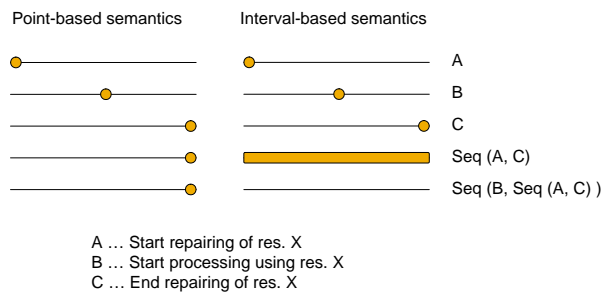 Point-based semantics Interval-based semantics
A
B
C
Seq (A, C)
Seq (B, Seq (A, C) )
A … Start repairing of res. X
B … Start processing using res. X
C … End repairing of res. X